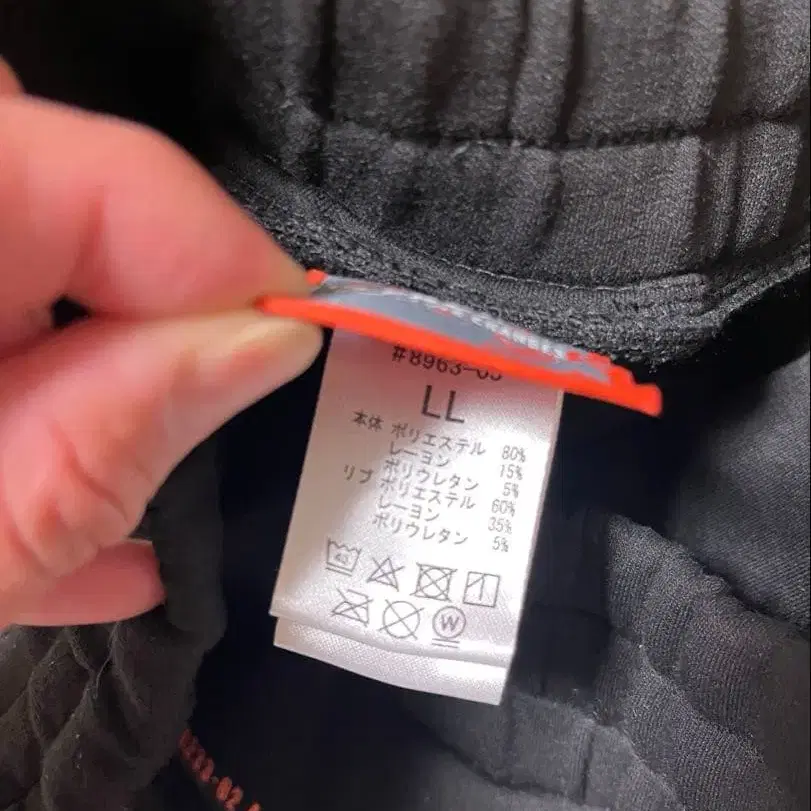 #8963-05
LL
本体 ポリエステル 80%
レーヨン 15%
ポリウレタン 5%
リブ ポリエステル 60%
レーヨン 35%
ポリウレタン 5%
40
W